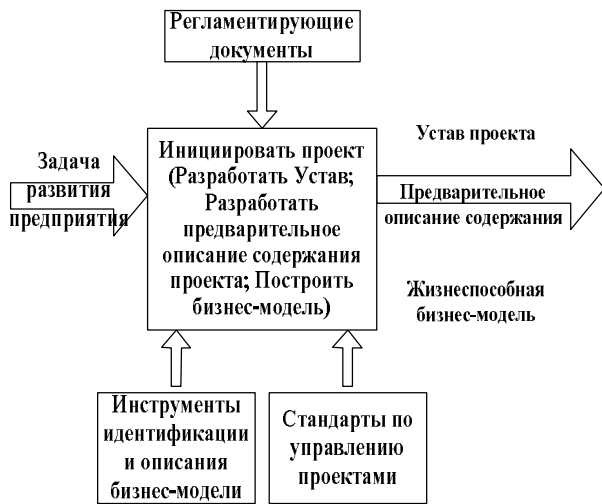 Регламентирующие
документы
Задача
развития
предприятия
Инициировать проект
(Разработать Устав;
Разработать
предварительное
описание содержания
проекта; Построить
бизнес-модель)
Устав проекта
Предварительное
описание содержания
Жизнеспособная
бизнес-модель
Инструменты
идентификации
и описания
бизнес-модели
Стандарты по
управлению
проектами